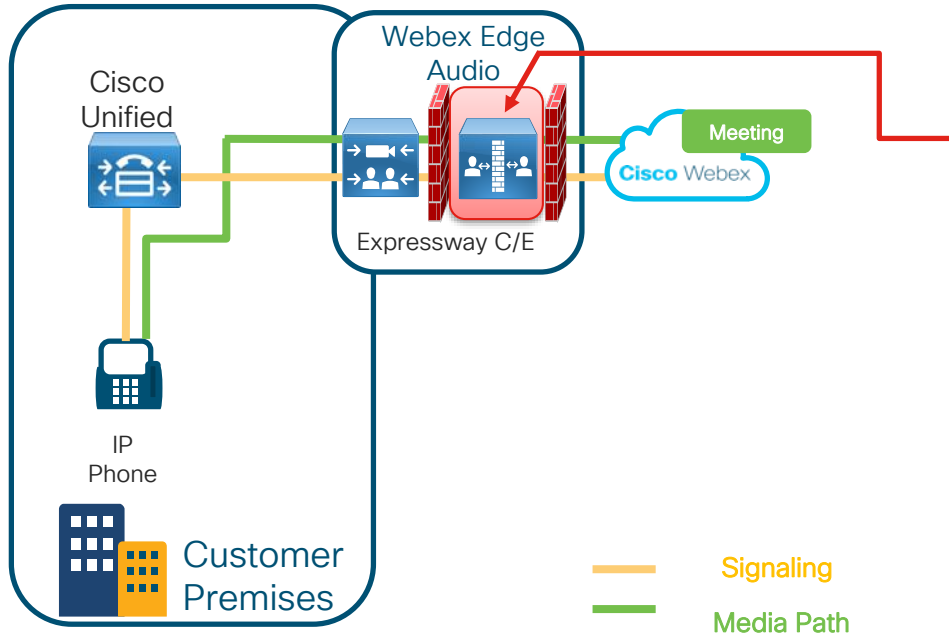 Webex Edge
Audio
Cisco
Unified
Meeting
Cisco Webex
Expressway C/E
IP
Phone
Customer
Premises
Signaling
Media Path